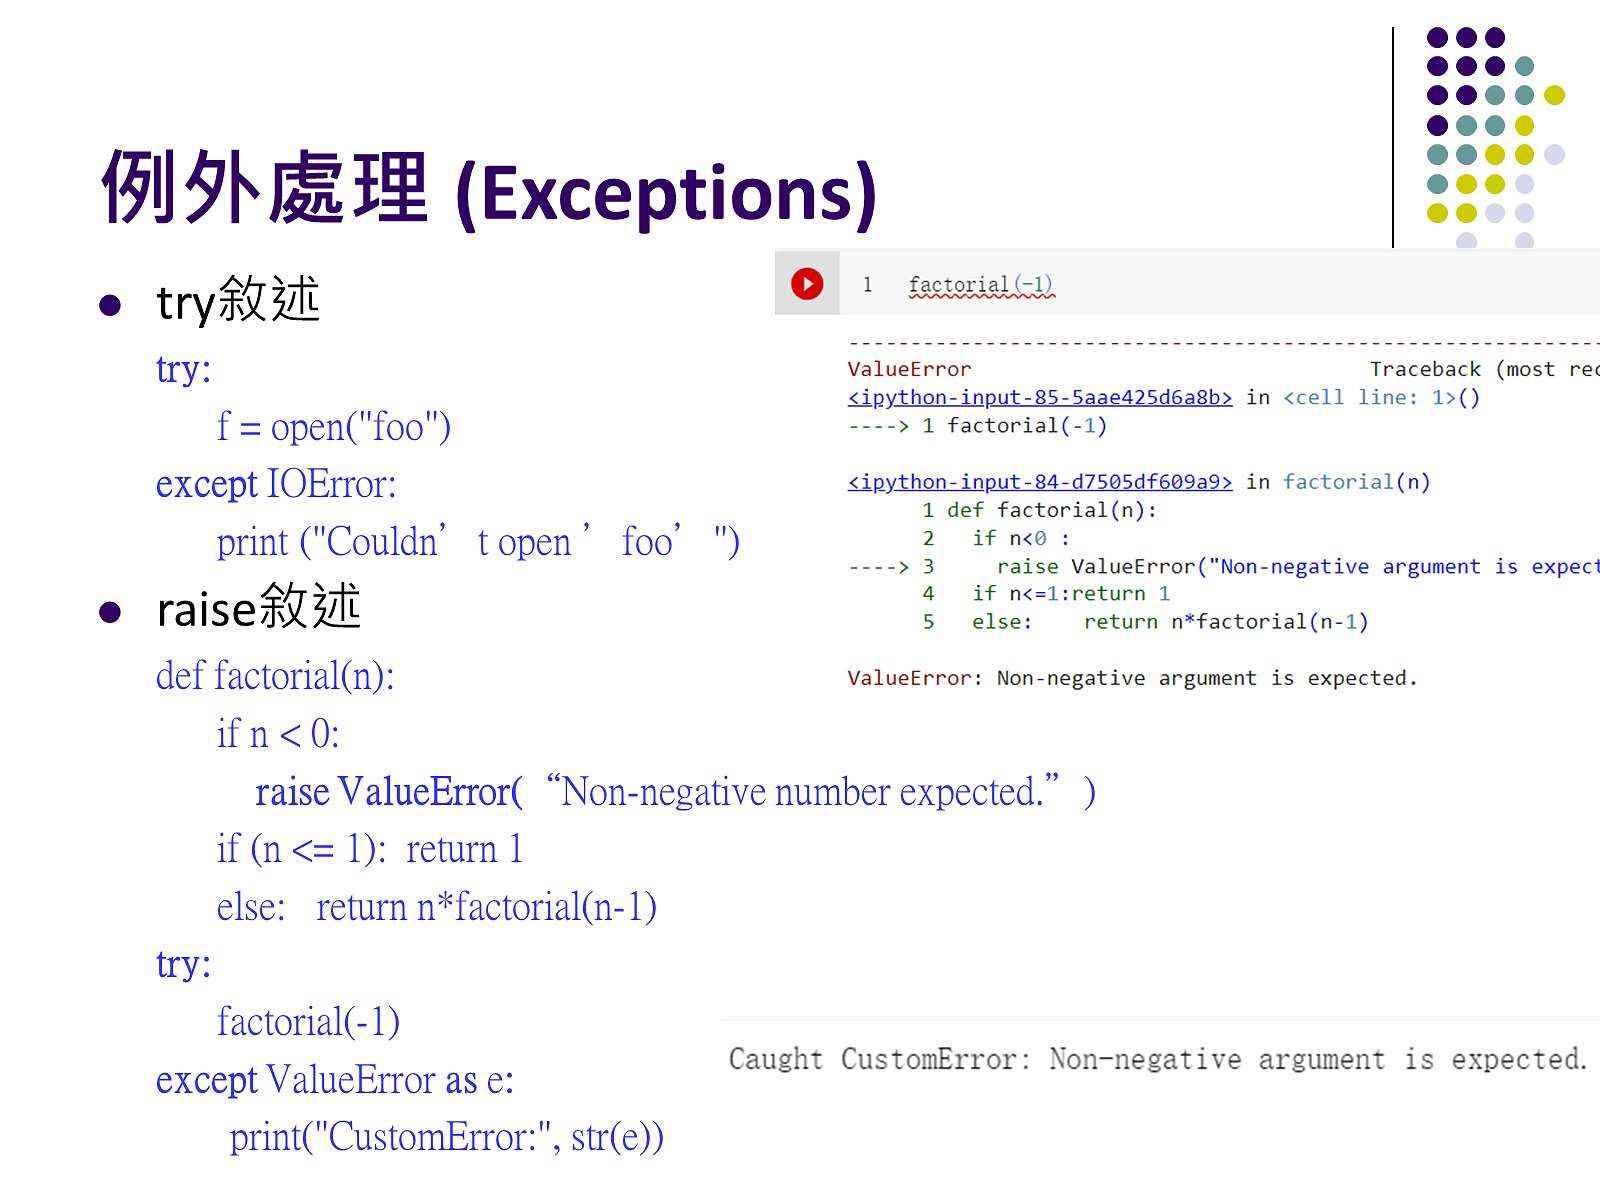 例外處理 (Exceptions)
try敘述
try:
f = open("foo")
except IOError:
print ("Couldn’t open ’foo’")
raise敘述
def factorial(n):
if n < 0:
raise ValueError(“Non-negative number expected.”)
if (n <= 1):  return 1
else:   return n*factorial(n-1)
try:
factorial(-1)
except ValueError as e:
print("CustomError:", str(e))
1 factorial(-1)
---------------------------------------------------------------------------
ValueError                                Traceback (most rec
<ipython-input-85-5aae425d6a8b> in <cell line: 1>()
----> 1 factorial(-1)
<ipython-input-84-d7505df609a9> in factorial(n)
1 def factorial(n):
2   if n<0 :
----> 3     raise ValueError("Non-negative argument is expect
4   if n<=1:return 1
5   else:    return n*factorial(n-1)
ValueError: Non-negative argument is expected.
Caught CustomError: Non-negative argument is expected.